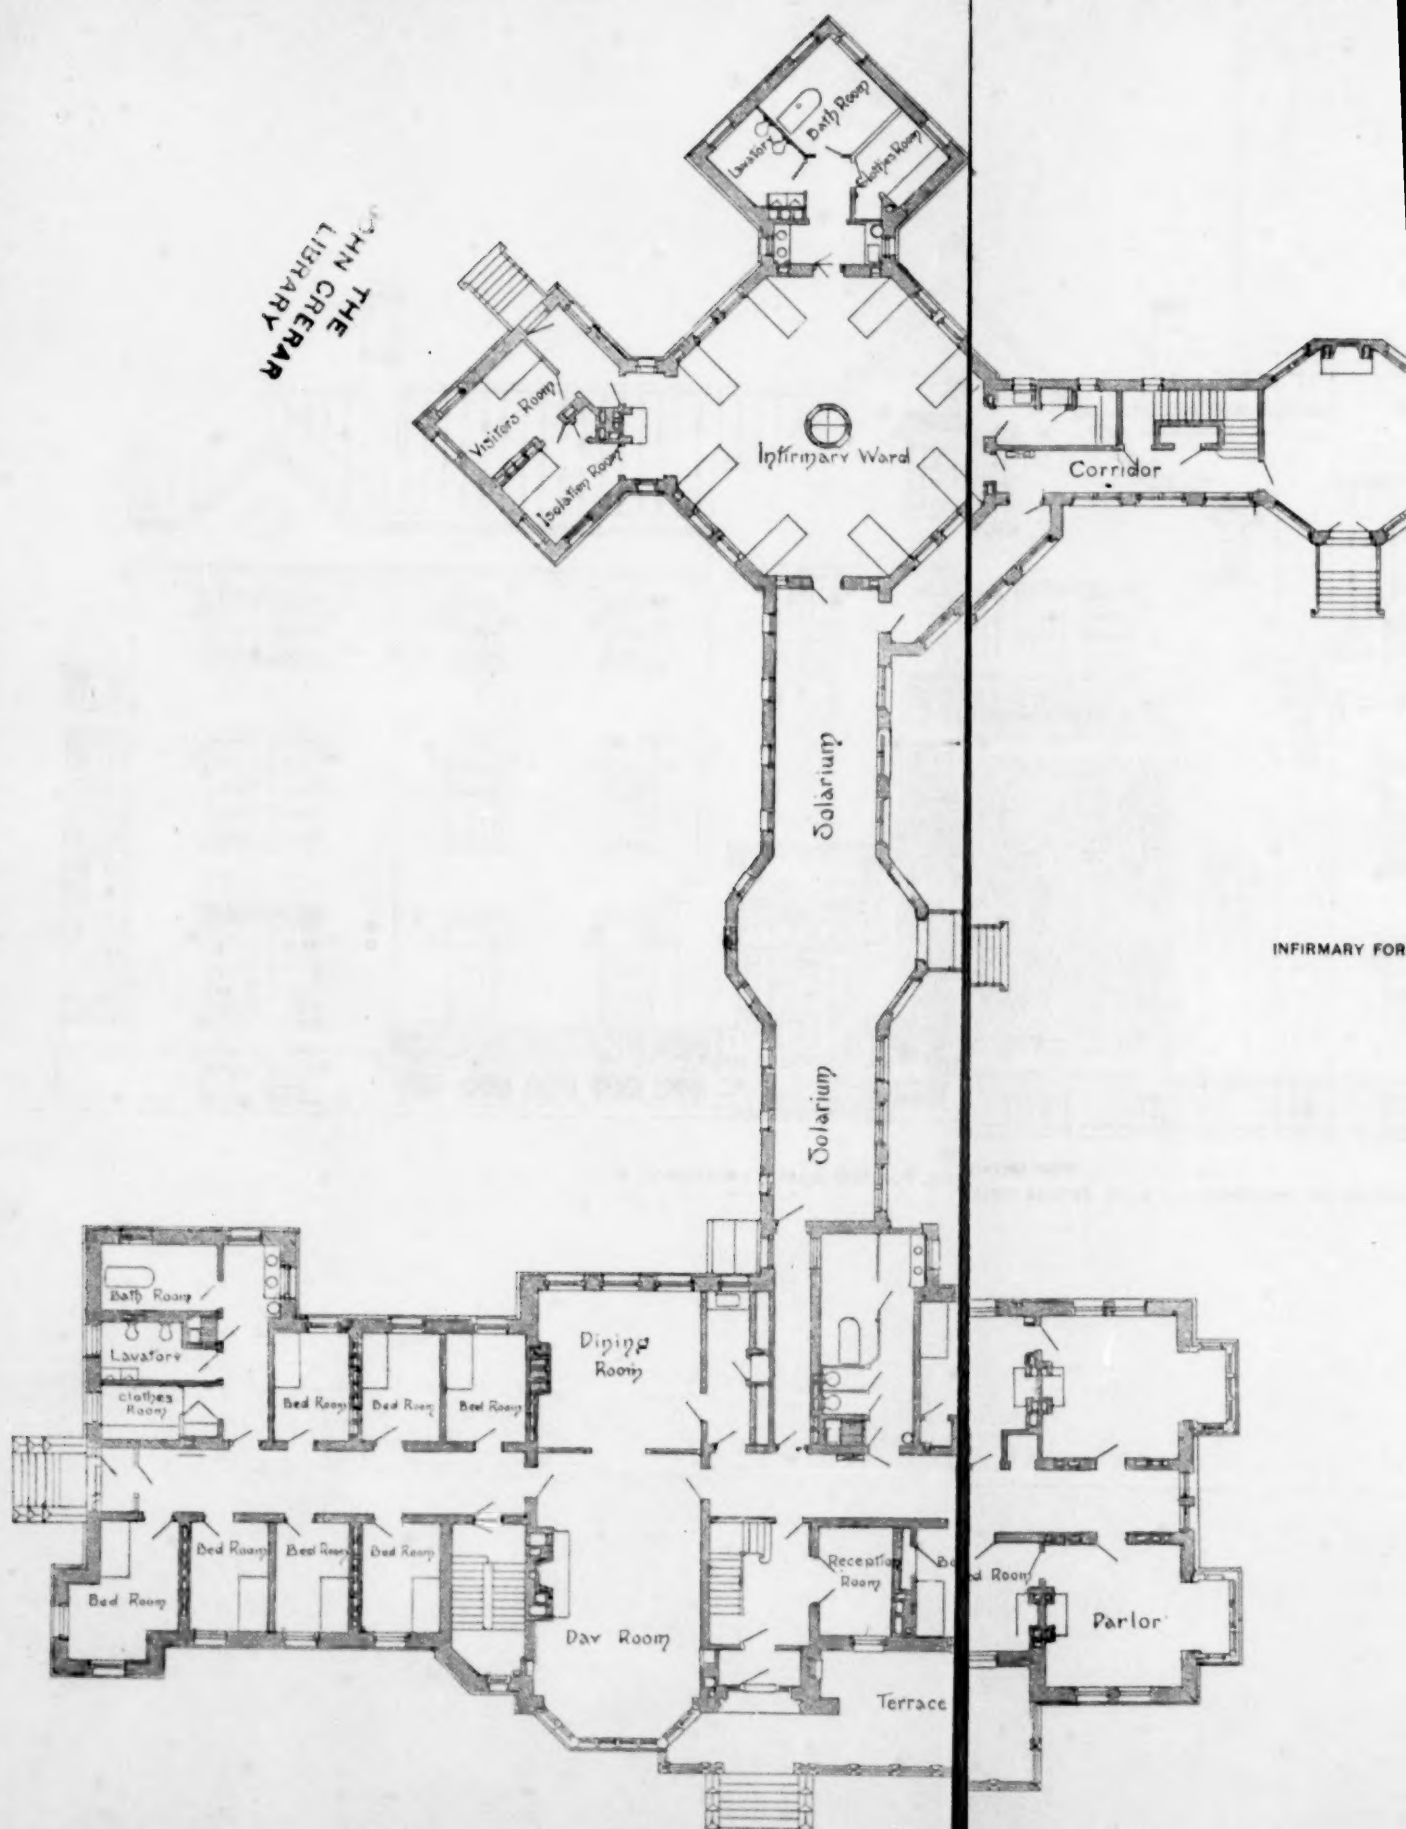 Bath Room
Lavatory
Clothes Room
THE
JOHN CRERAR
LIBRARY
Visitors Room
Isolation Room
Infirmary Ward
Corridor
Solarium
INFIRMARY FOR
Solarium
Bath Room
Lavatory
Clothes
Room
Bed Room
Bed Room
Bed Room
Dining
Room
Bed Room
Bed Room
Bed Room
Bed Room
Day Room
Reception
Room
Be
d Room
Parlor
Terrace